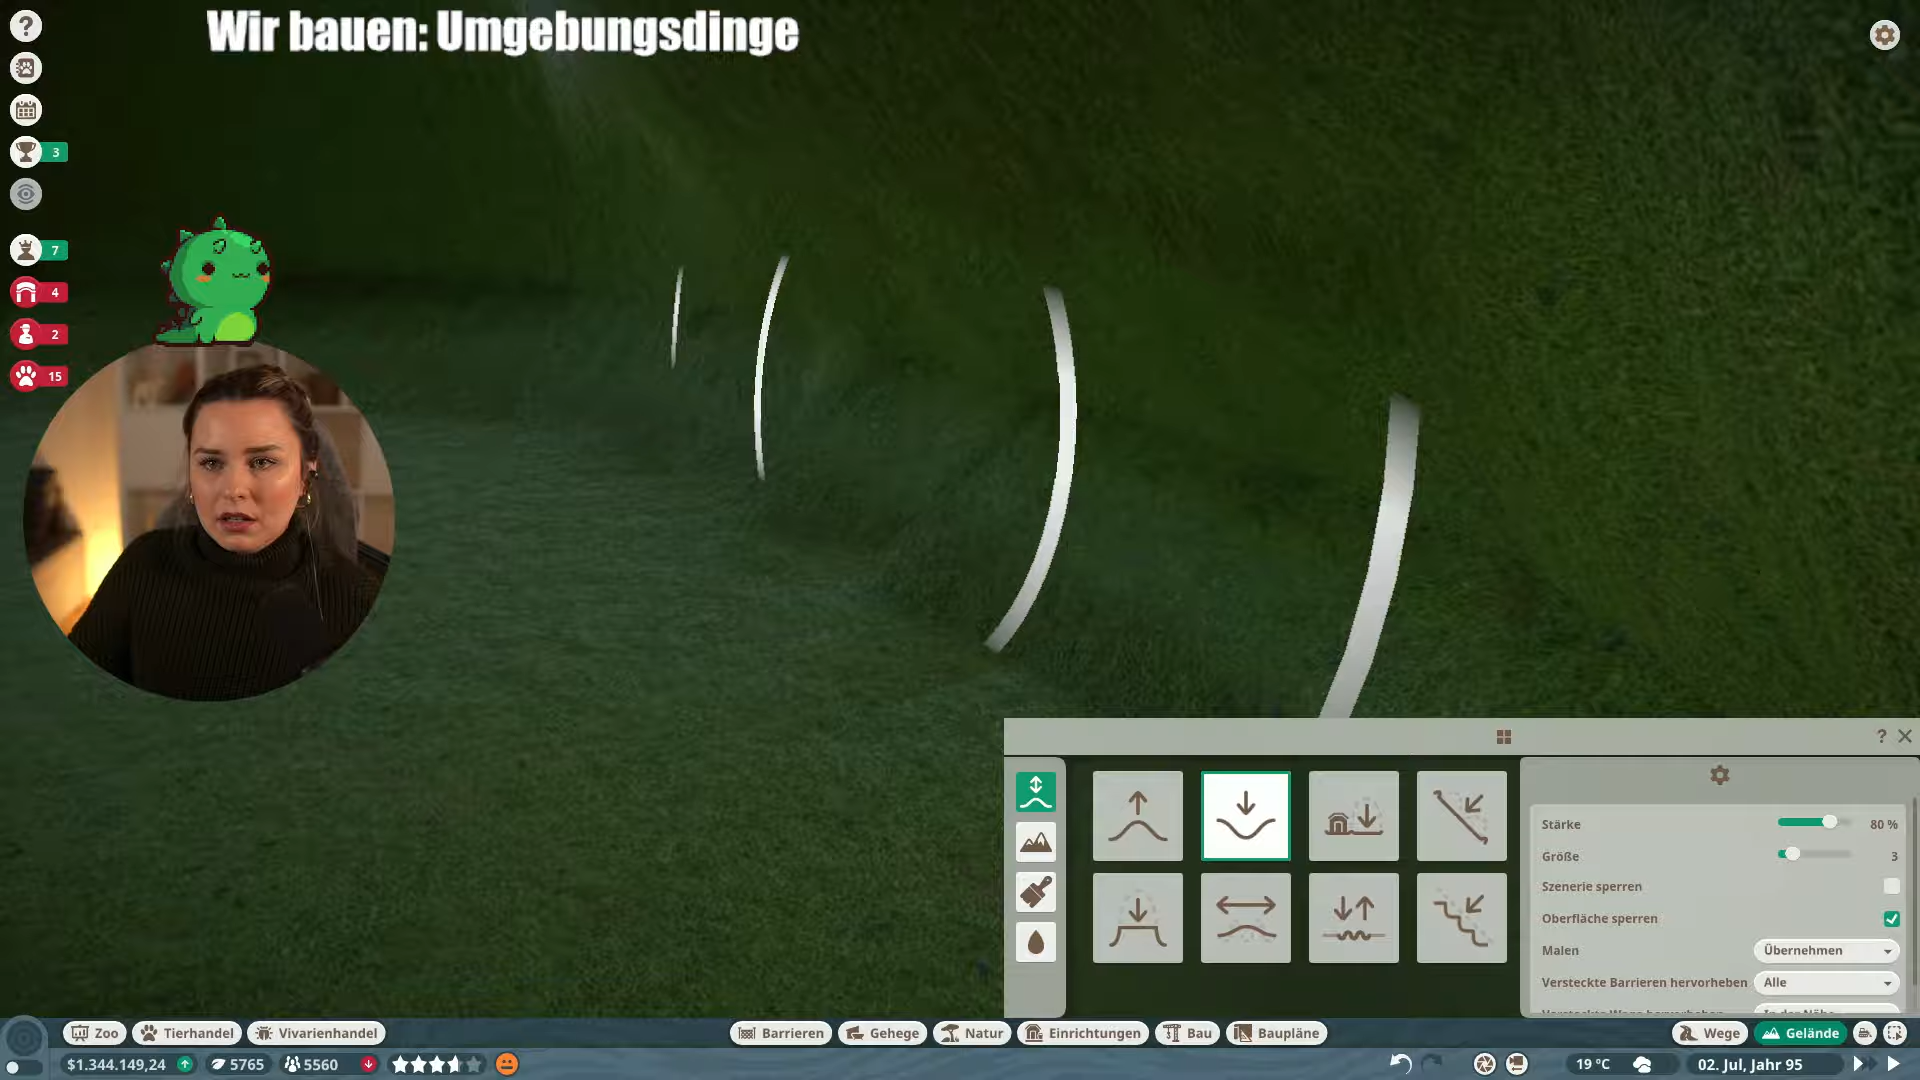 Wir bauen: Umgebungsdinge
?
3
7
4
2
15
? ×
Stärke 80 %
Größe 3
Szenerie sperren
Oberfläche sperren
Malen Übernehmen
Versteckte Barrieren hervorheben Alle
Zoo Tierhandel Vivarienhandel Barrieren Gehege Natur Einrichtungen Bau Baupläne Wege Gelände
$1.344.149,24 5765 5560 19 °C 02. Jul, Jahr 95